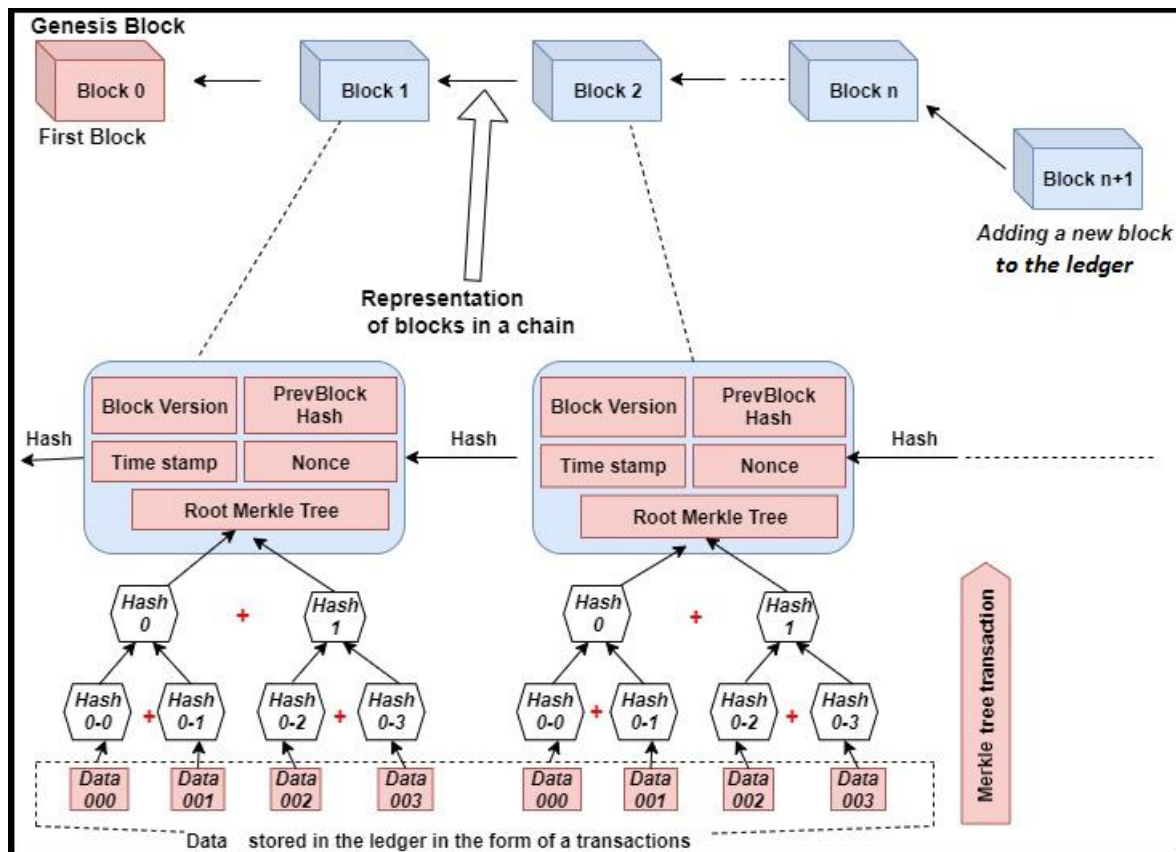 Genesis Block
Block 0
Block 1
Block 2
Block n
First Block
Block n+1
Adding a new block
to the ledger
Representation
of blocks in a chain
Block Version
PrevBlock
Hash
Hash
Time stamp
Nonce
Root Merkle Tree
Hash
Block Version
PrevBlock
Hash
Time stamp
Nonce
Root Merkle Tree
Hash
Hash
0
+
Hash
1
Hash
0
+
Hash
1
Hash
0-0
+
Hash
0-1
Hash
0-2
+
Hash
0-3
Hash
0-0
+
Hash
0-1
Hash
0-2
+
Hash
0-3
Data
000
Data
001
Data
002
Data
003
Data
000
Data
001
Data
002
Data
003
Data stored in the ledger in the form of a transactions
Merkle tree transaction